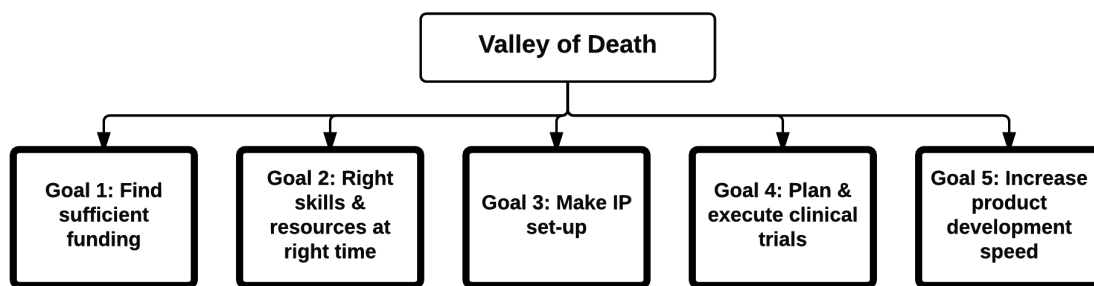 Valley of Death
Goal 1: Find
sufficient
funding
Goal 2: Right
skills &
resources at
right time
Goal 3: Make IP
set-up
Goal 4: Plan &
execute clinical
trials
Goal 5: Increase
product
development
speed